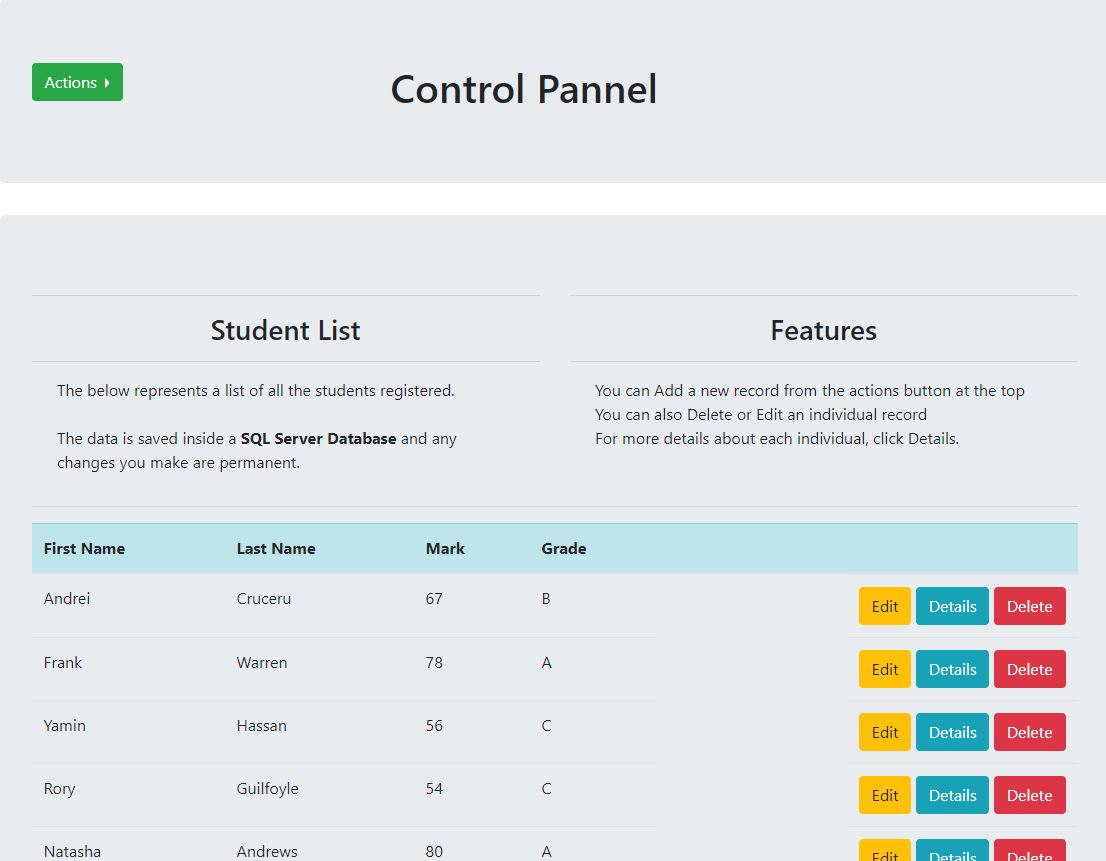 Actions
Control Pannel
Student List
The below represents a list of all the students registered.
The data is saved inside a SQL Server Database and any
changes you make are permanent.
Features
You can Add a new record from the actions button at the top
You can also Delete or Edit an individual record
For more details about each individual, click Details.
First Name Last Name Mark Grade
Andrei Cruceru 67 B Edit Details Delete
Frank Warren 78 A Edit Details Delete
Yamin Hassan 56 C Edit Details Delete
Rory Guilfoyle 54 C Edit Details Delete
Natasha Andrews 80 A Edit Details Delete